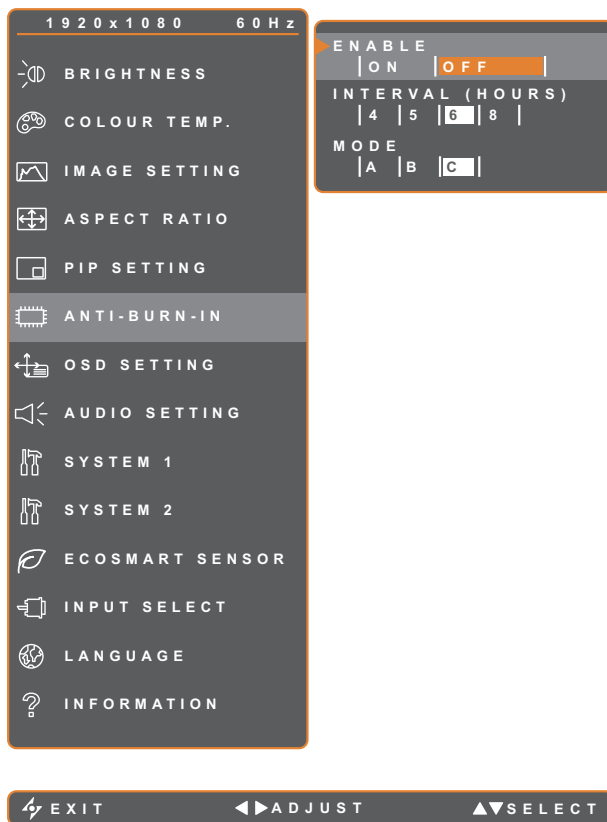 1920x1080 60Hz
BRIGHTNESS
COLOUR TEMP.
IMAGE SETTING
ASPECT RATIO
PIP SETTING
ANTI-BURN-IN
OSD SETTING
AUDIO SETTING
SYSTEM 1
SYSTEM 2
ECOSMART SENSOR
INPUT SELECT
LANGUAGE
INFORMATION
ENABLE
ON OFF
INTERVAL (HOURS)
4 5 6 8
MODE
A B C
EXIT ADJUST SELECT